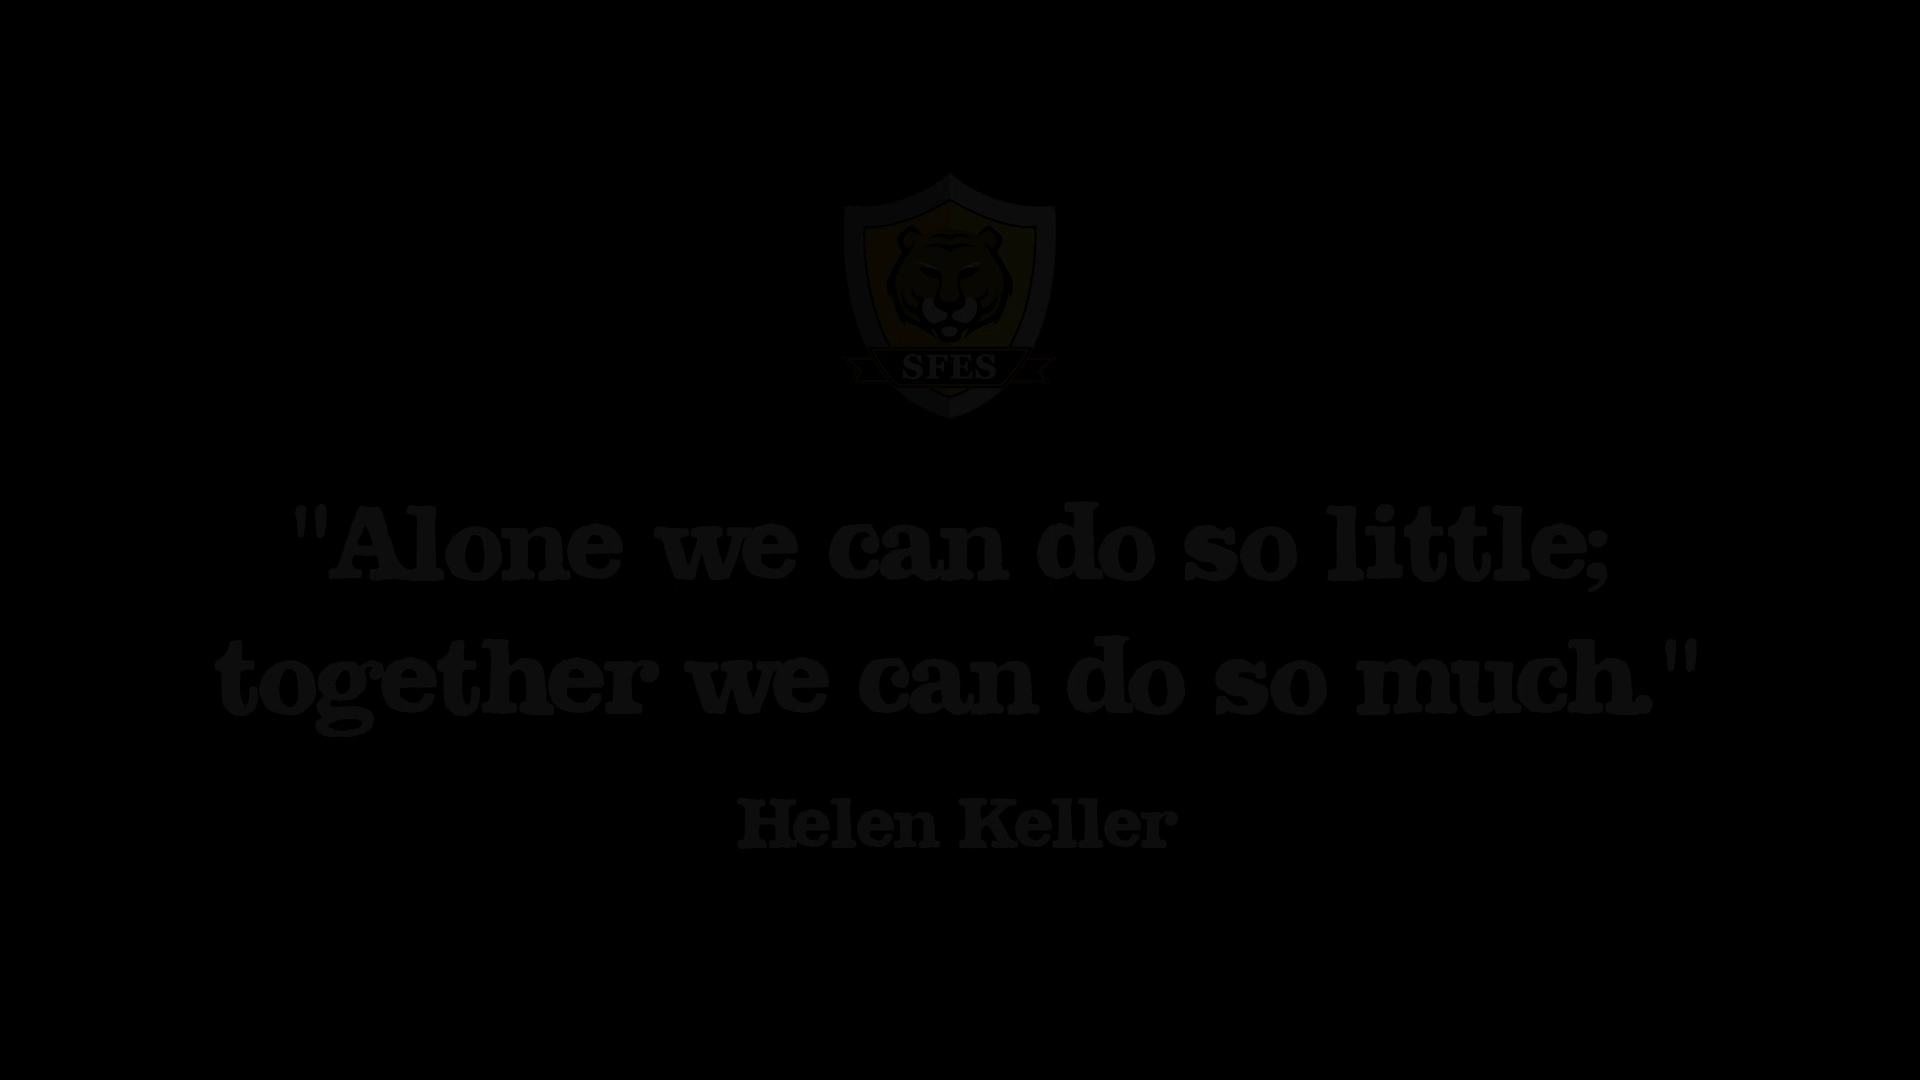 SFES
"Alone we can do so little;
together we can do so much."
Helen Keller